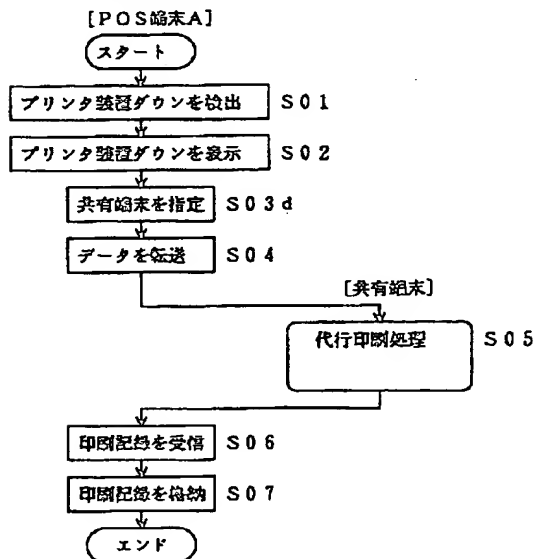 [POS端末A]
スタート
プリンタ装置ダウンを検出 S01
プリンタ装置ダウンを表示 S02
共有端末を指定 S03d
データを転送 S04
[共有端末]
代行印刷処理 S05
印刷記録を受信 S06
印刷記録を格納 S07
エンド